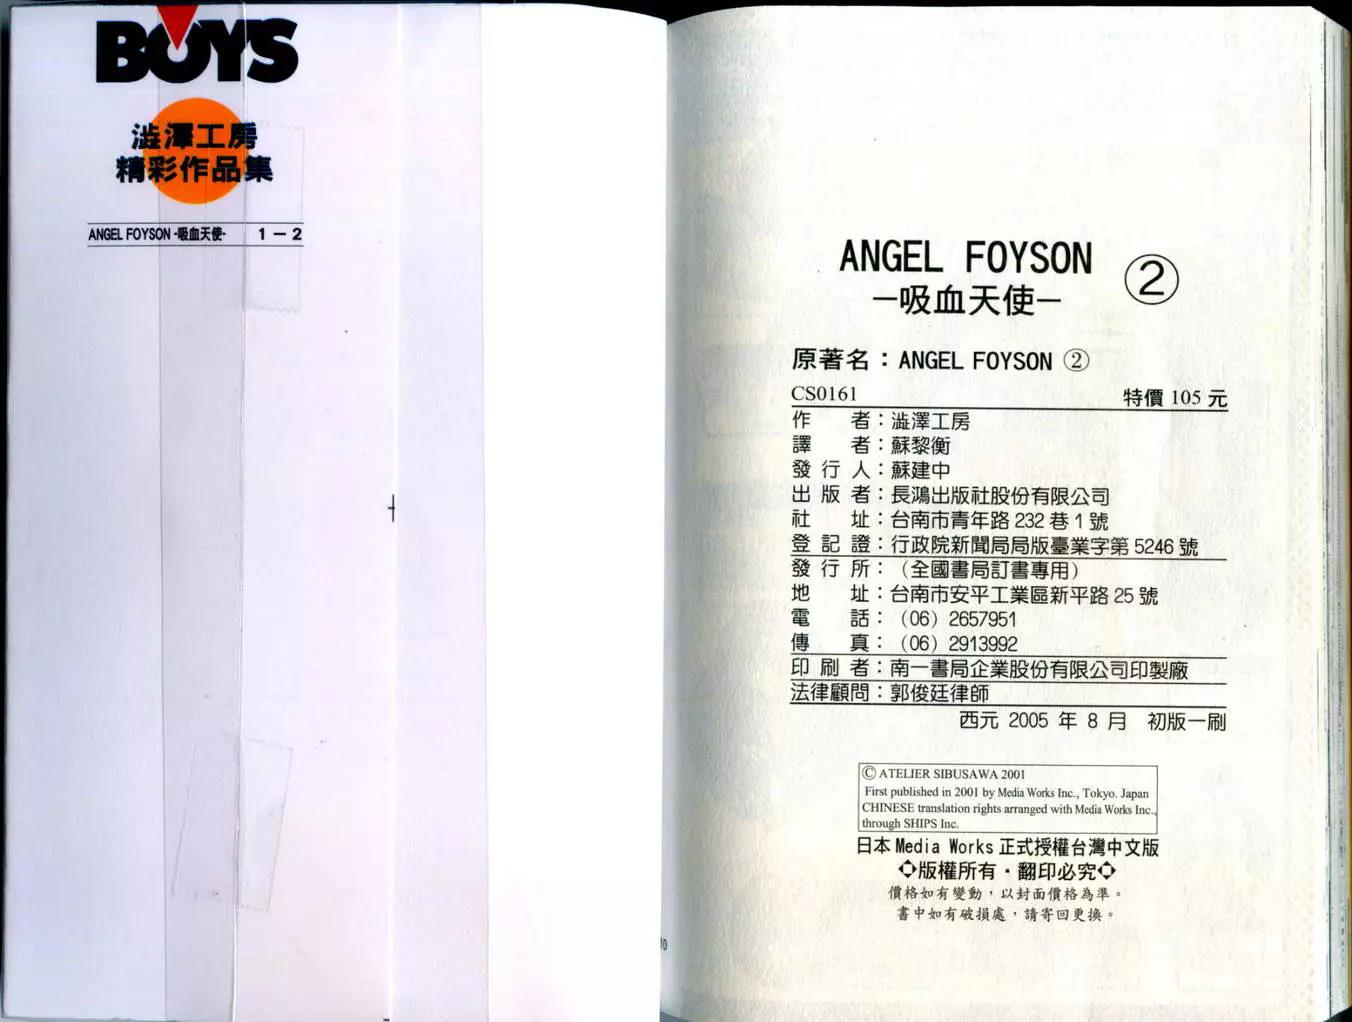 BOYS
澁澤工房
精彩作品集
ANGEL FOYSON -吸血天使- 1－2
ANGEL FOYSON ②
－吸血天使－
原著名：ANGEL FOYSON ②
CS0161 特價 105 元
作者：澁澤工房
譯者：蘇黎衡
發行人：蘇建中
出版者：長鴻出版社股份有限公司
社址：台南市青年路 232 巷 1 號
登記證：行政院新聞局局版臺業字第 5246 號
發行所：（全國書局訂書專用）
地址：台南市安平工業區新平路 25 號
電話：（06）2657951
傳真：（06）2913992
印刷者：南一書局企業股份有限公司印製廠
法律顧問：郭俊廷律師
西元 2005 年 8 月 初版一刷
© ATELIER SIBUSAWA 2001
First published in 2001 by Media Works Inc., Tokyo. Japan
CHINESE translation rights arranged with Media Works Inc.,
through SHIPS Inc.
日本 Media Works 正式授權台灣中文版
版權所有・翻印必究
價格如有變動，以封面價格為準。
書中如有破損處，請寄回更換。